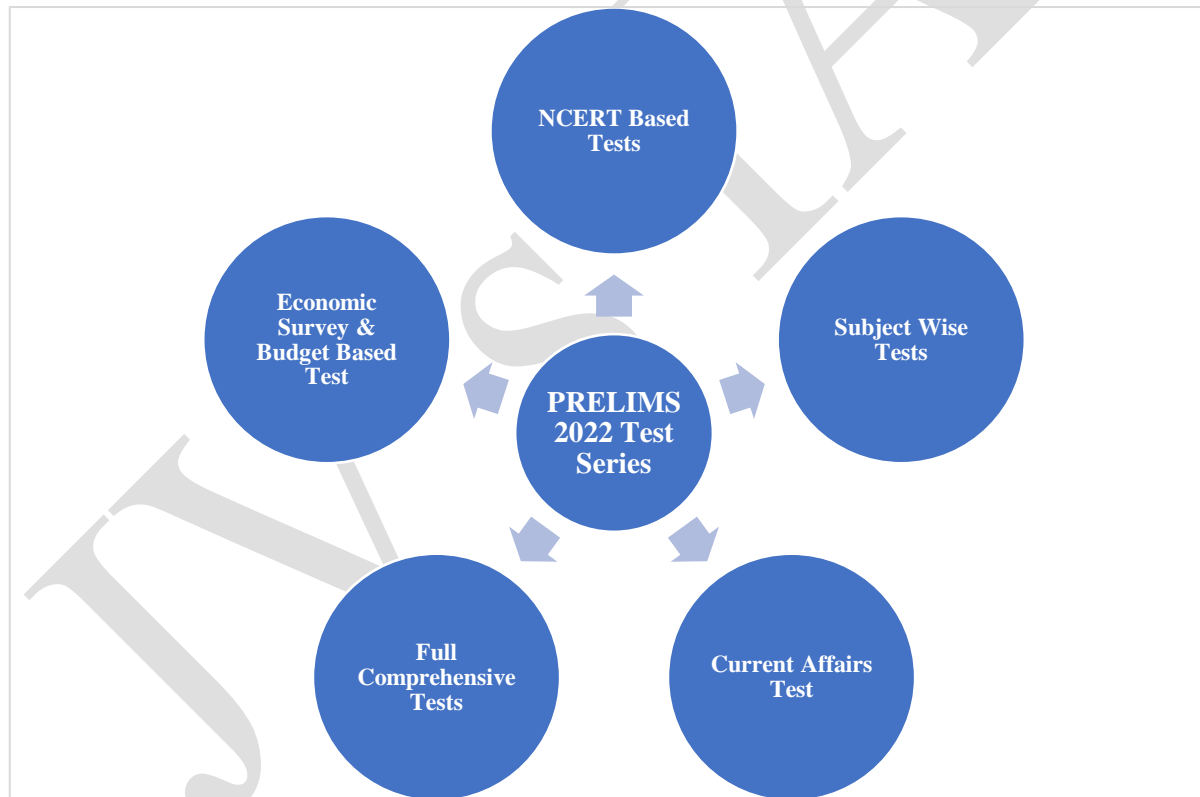 NCERT Based
Tests
Subject Wise
Tests
Current Affairs
Test
Full
Comprehensive
Tests
Economic
Survey &
Budget Based
Test
PRELIMS
2022 Test
Series